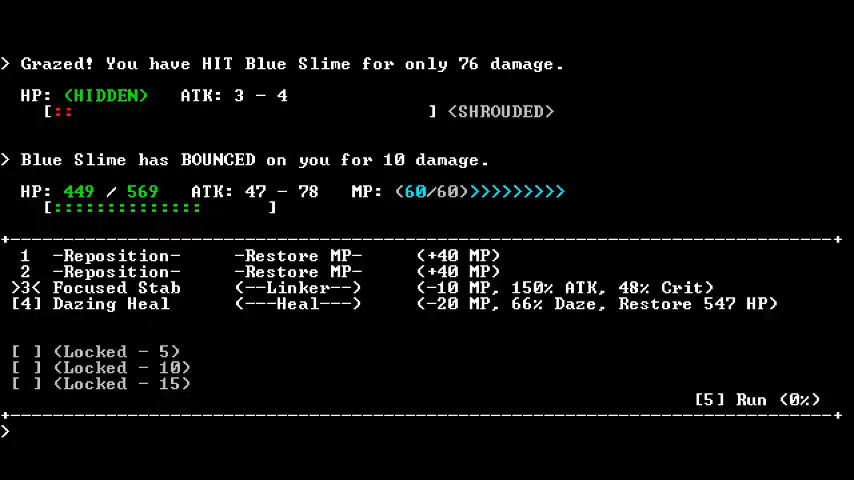 > Grazed! You have HIT Blue Slime for only 76 damage.
HP: (HIDDEN) ATK: 3 - 4
[:: ] <SHROUDED>
> Blue Slime has BOUNCED on you for 10 damage.
HP: 449 / 569 ATK: 47 - 78 MP: (60/60)>>>>>>>>>
[:::::::::::::: ]
+-------------------------------------------------------------------------------+
1 -Reposition- -Restore MP- (+40 MP)
2 -Reposition- -Restore MP- (+40 MP)
>3< Focused Stab (--Linker--) (-10 MP, 150% ATK, 48% Crit)
[4] Dazing Heal (---Heal---) (-20 MP, 66% Daze, Restore 547 HP)
[ ] (Locked - 5)
[ ] (Locked - 10)
[ ] (Locked - 15)
[5] Run (0%)
+-------------------------------------------------------------------------------+
>